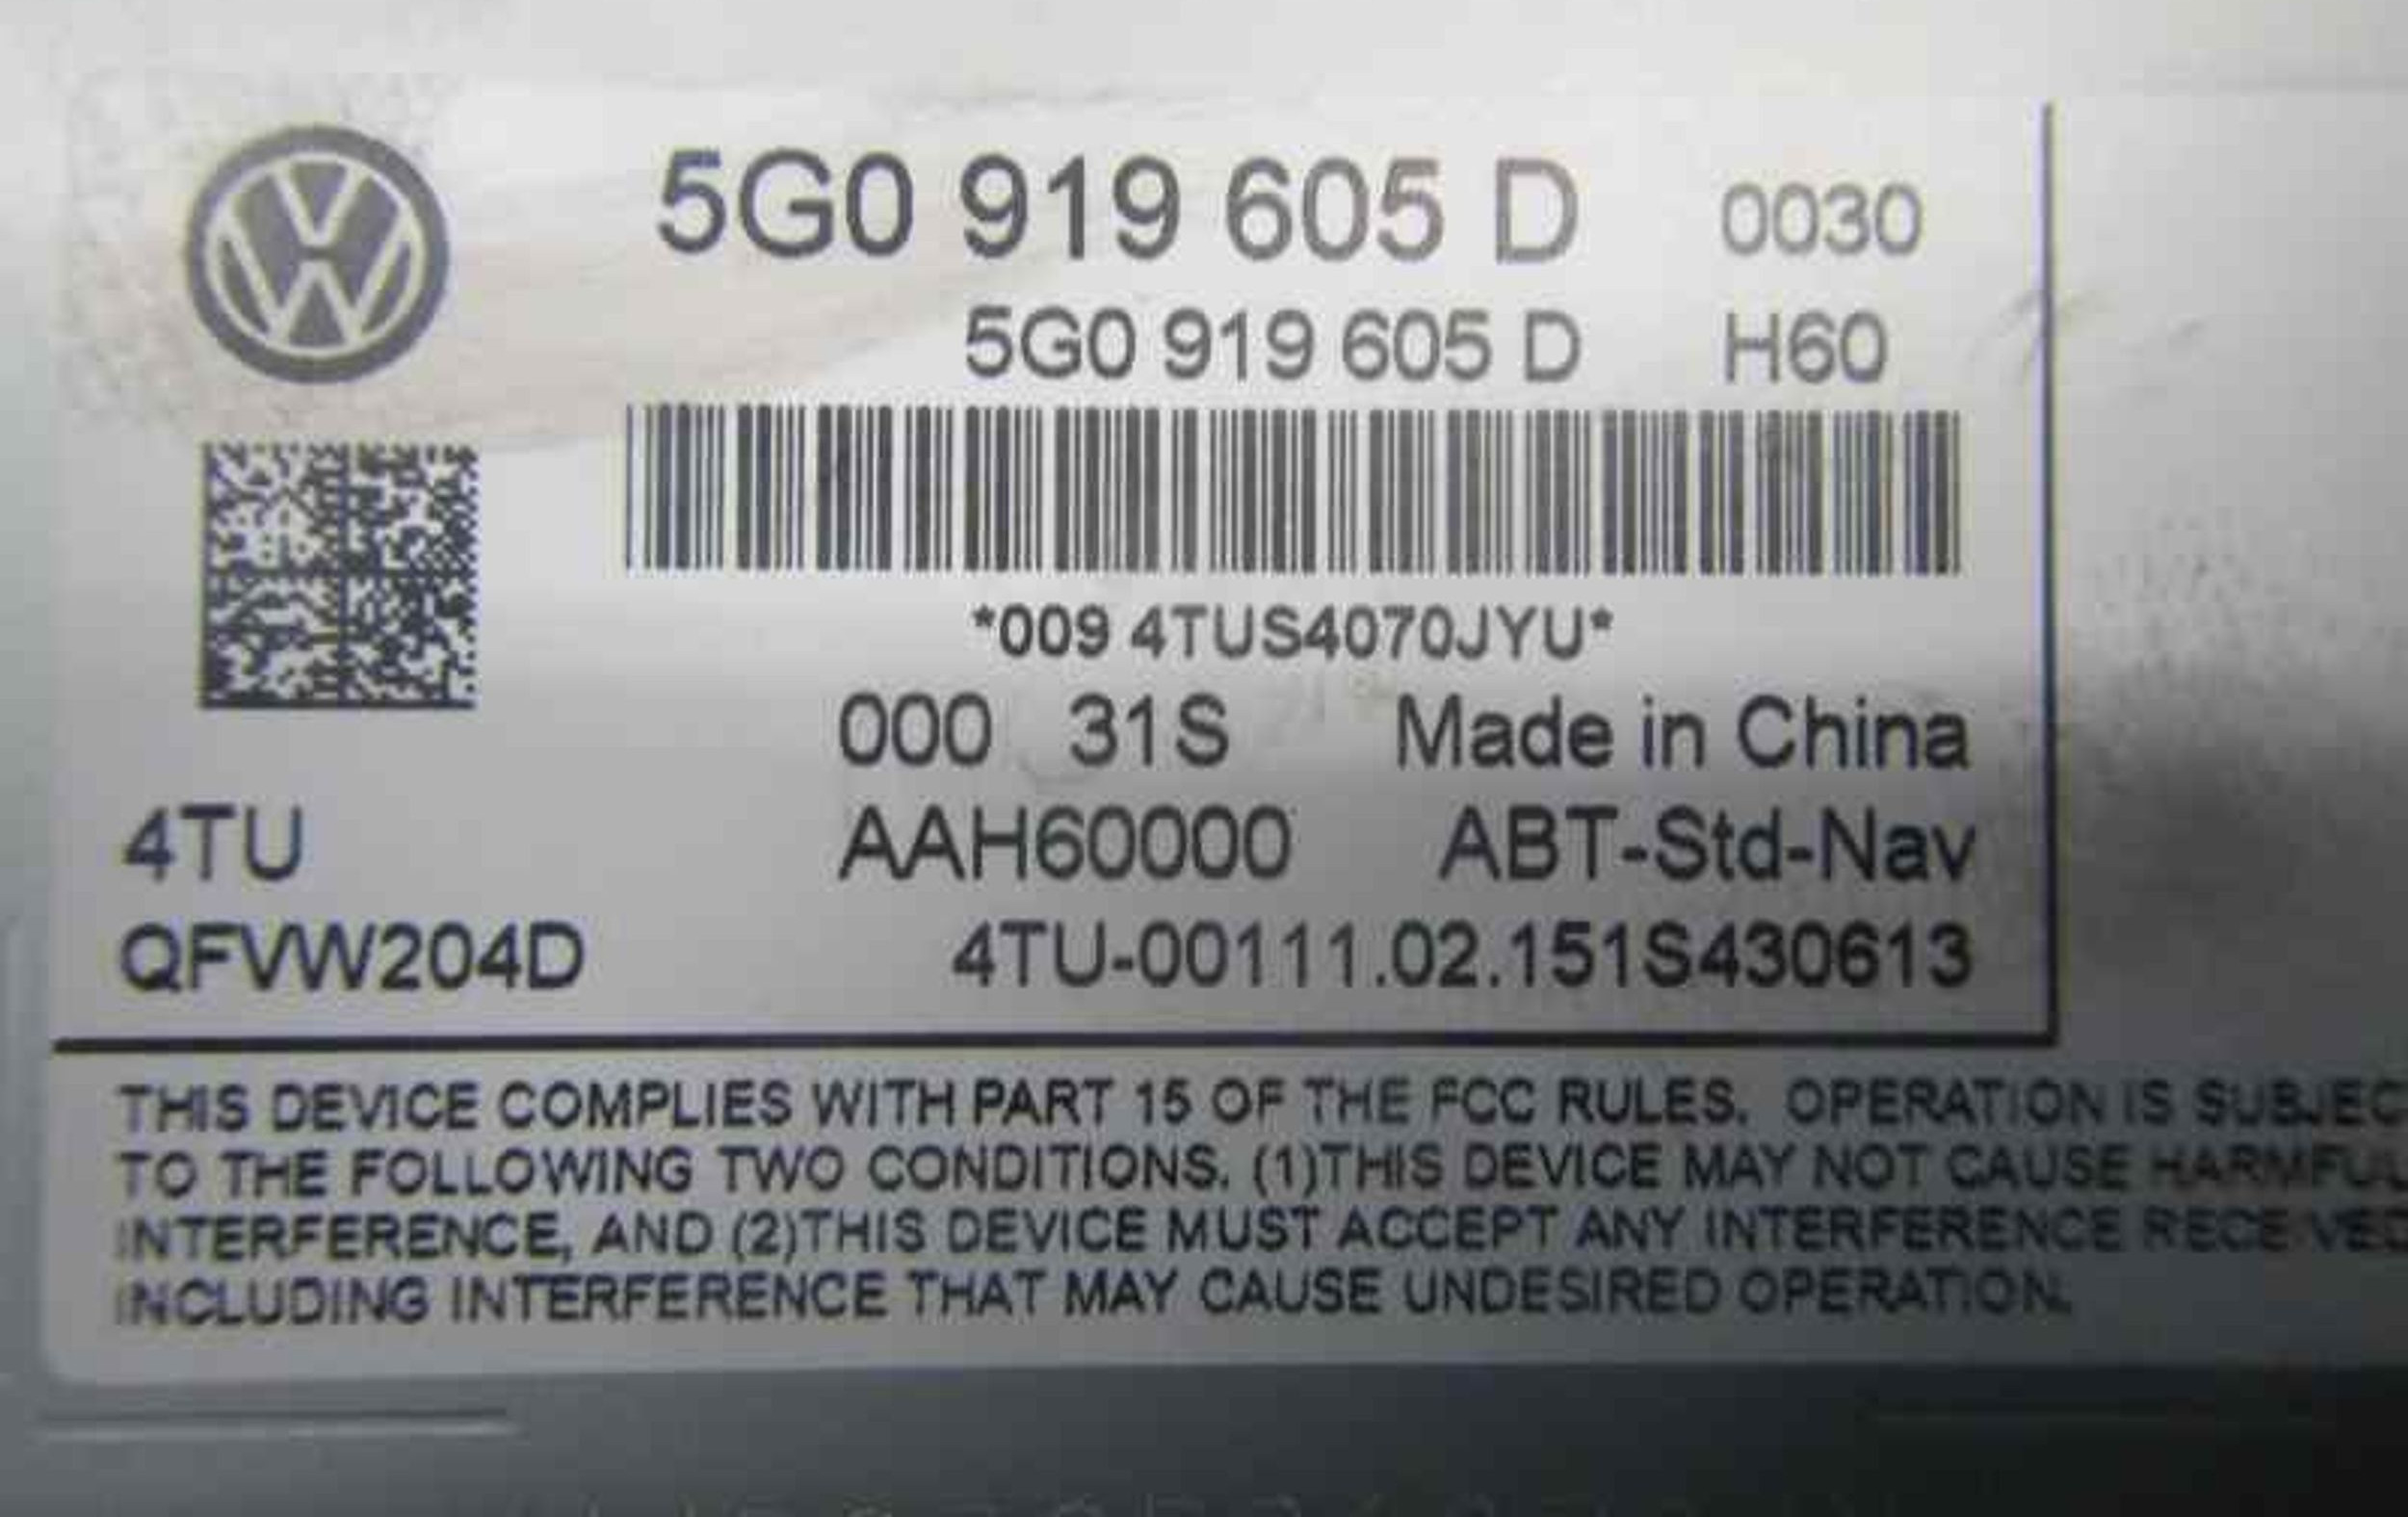 5G0 919 605 D 0030
5G0 919 605 D H60
*009 4TUS4070JYU*
000 31S Made in China
4TU AAH60000 ABT-Std-Nav
QFVW204D 4TU-00111.02.151S430613
THIS DEVICE COMPLIES WITH PART 15 OF THE FCC RULES. OPERATION IS SUBJEC
TO THE FOLLOWING TWO CONDITIONS. (1)THIS DEVICE MAY NOT CAUSE HARMFUL
INTERFERENCE, AND (2)THIS DEVICE MUST ACCEPT ANY INTERFERENCE RECEIVED
INCLUDING INTERFERENCE THAT MAY CAUSE UNDESIRED OPERATION.